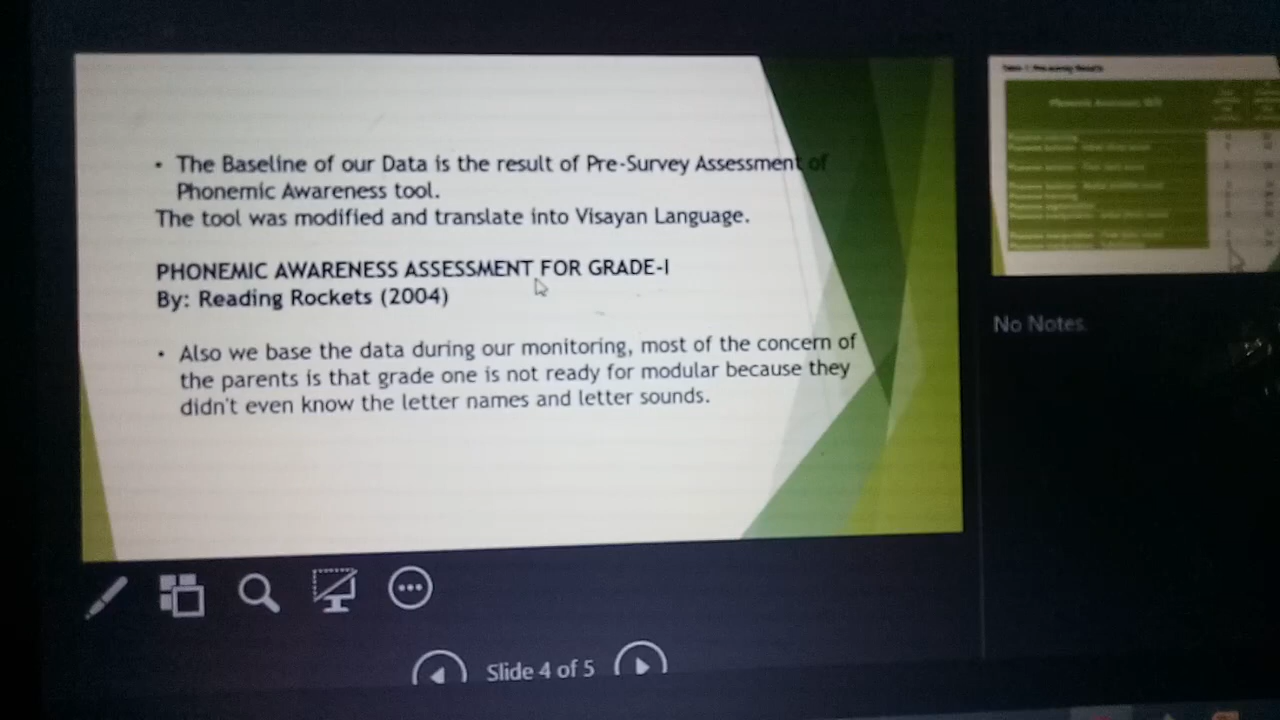 • The Baseline of our Data is the result of Pre-Survey Assessment of
Phonemic Awareness tool.
The tool was modified and translate into Visayan Language.
PHONEMIC AWARENESS ASSESSMENT FOR GRADE-I
By: Reading Rockets (2004)
• Also we base the data during our monitoring, most of the concern of
the parents is that grade one is not ready for modular because they
didn't even know the letter names and letter sounds.
No Notes.
Slide 4 of 5